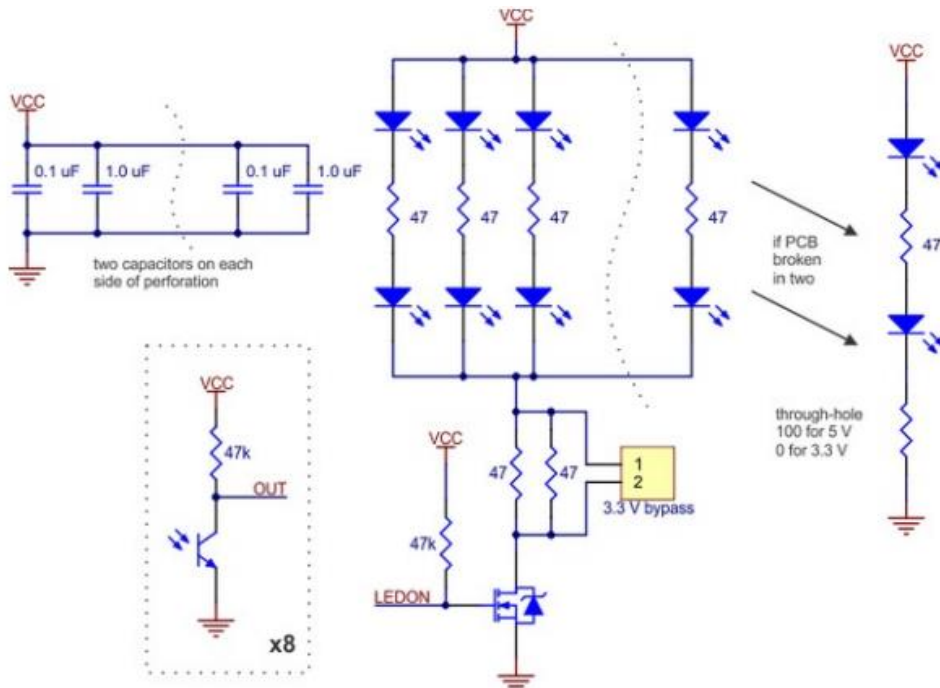 VCC
0.1 uF
1.0 uF
0.1 uF
1.0 uF
two capacitors on each
side of perforation
VCC
47
47
47
47
if PCB
broken
in two
VCC
47
through-hole
100 for 5 V
0 for 3.3 V
VCC
47k
OUT
x8
VCC
47k
LEDON
47
47
1
2
3.3 V bypass